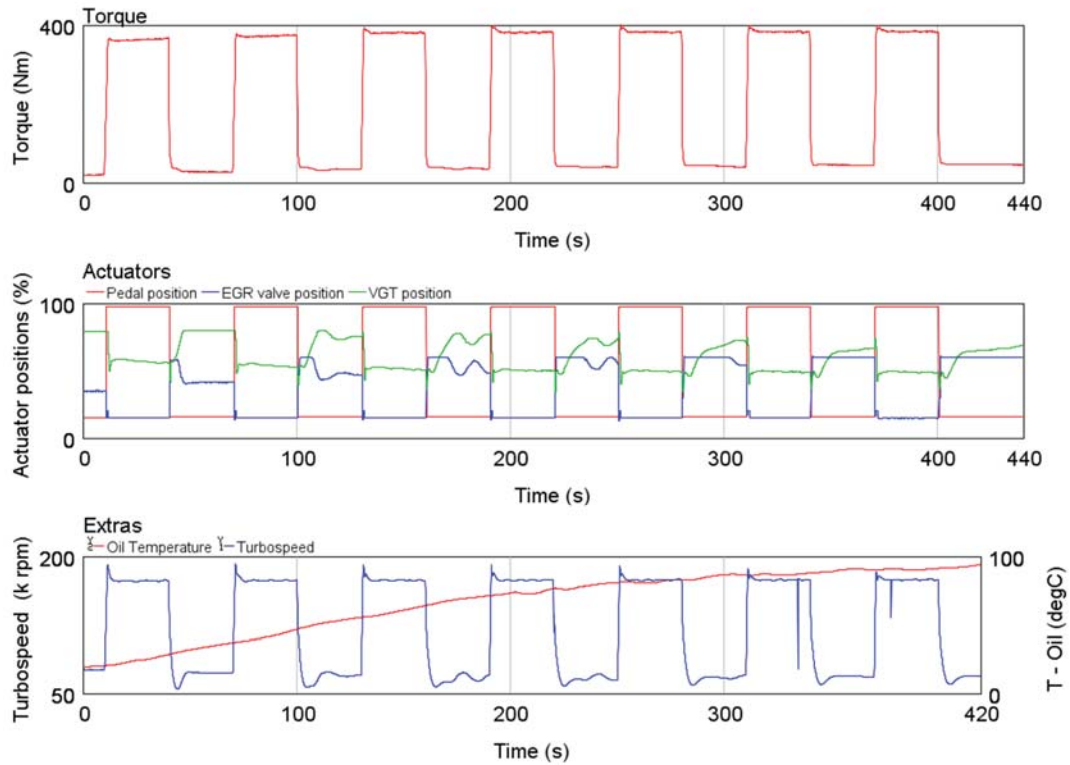 Torque
400
Torque (Nm)
0
0 100 200 300 400 440
Time (s)
Actuators
Pedal position EGR valve position VGT position
100
Actuator positions (%)
0
0 100 200 300 400 440
Time (s)
Extras
Y2 Oil Temperature Y1 Turbospeed
200 100
Turbospeed (k rpm)
T - Oil (degC)
50 0
0 100 200 300 420
Time (s)